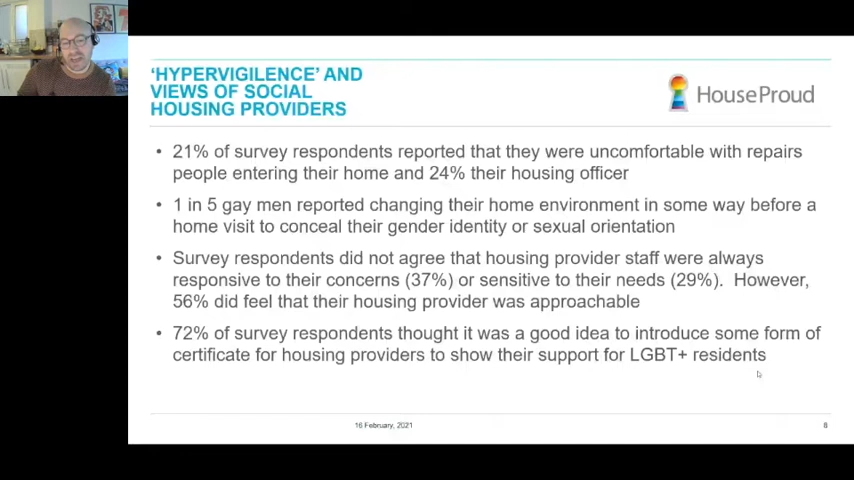 'HYPERVIGILENCE' AND
VIEWS OF SOCIAL
HOUSING PROVIDERS
HouseProud
• 21% of survey respondents reported that they were uncomfortable with repairs
people entering their home and 24% their housing officer
• 1 in 5 gay men reported changing their home environment in some way before a
home visit to conceal their gender identity or sexual orientation
• Survey respondents did not agree that housing provider staff were always
responsive to their concerns (37%) or sensitive to their needs (29%). However,
56% did feel that their housing provider was approachable
• 72% of survey respondents thought it was a good idea to introduce some form of
certificate for housing providers to show their support for LGBT+ residents
16 February, 2021
8